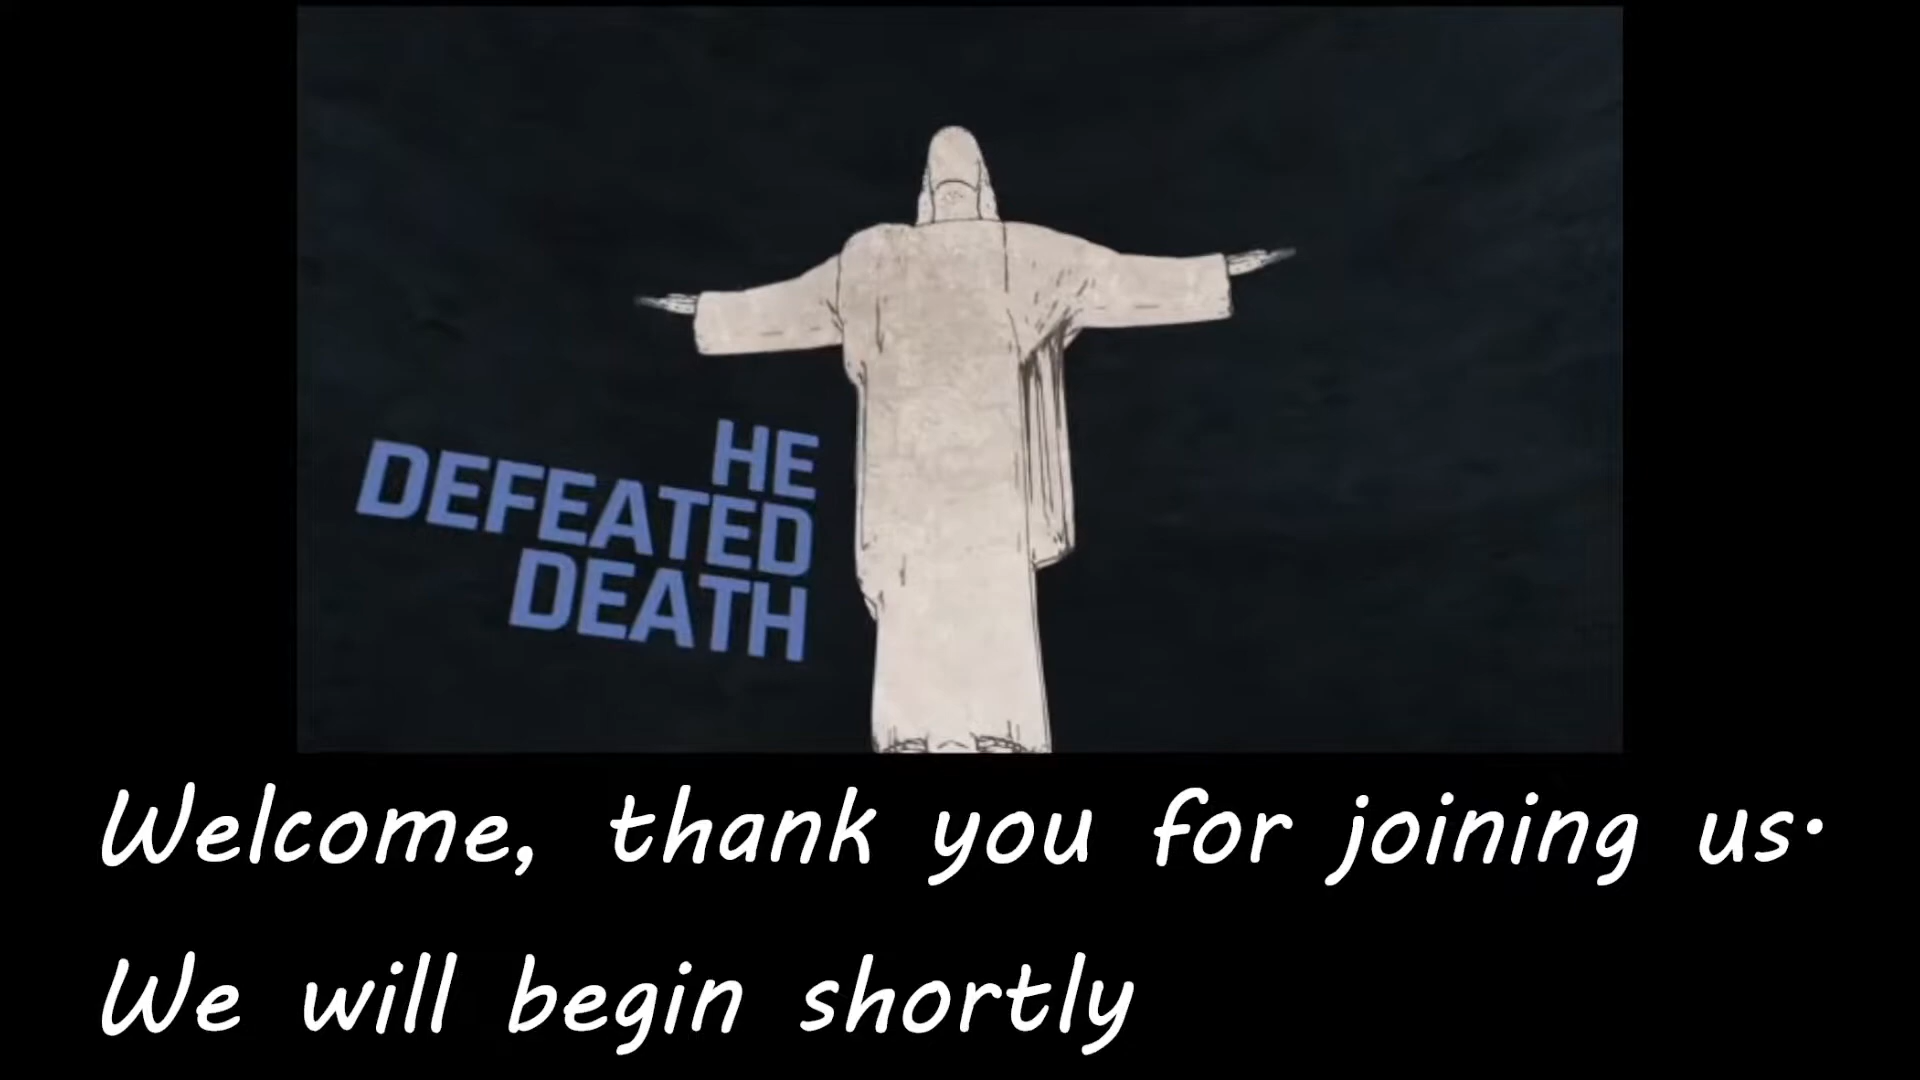 HE
DEFEATED
DEATH
Welcome, thank you for joining us.
We will begin shortly